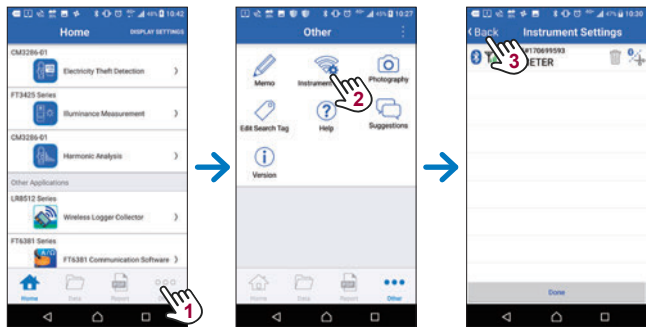 45% 10:42
Home
DISPLAY SETTINGS
CM3286-01
Electricity Theft Detection
FT3425 Series
Illuminance Measurement
CM3286-01
Harmonic Analysis
Other Applications
LR8512 Series
Wireless Logger Collector
FT6381 Series
FT6381 Communication Software
Home
Data
Report
1
10:27
Other
Memo
Instrument
Photography
2
Edit Search Tag
Help
Suggestions
Version
Home
Data
Report
Other
10:30
Back
Instrument Settings
#170699593
ETER
3
Done